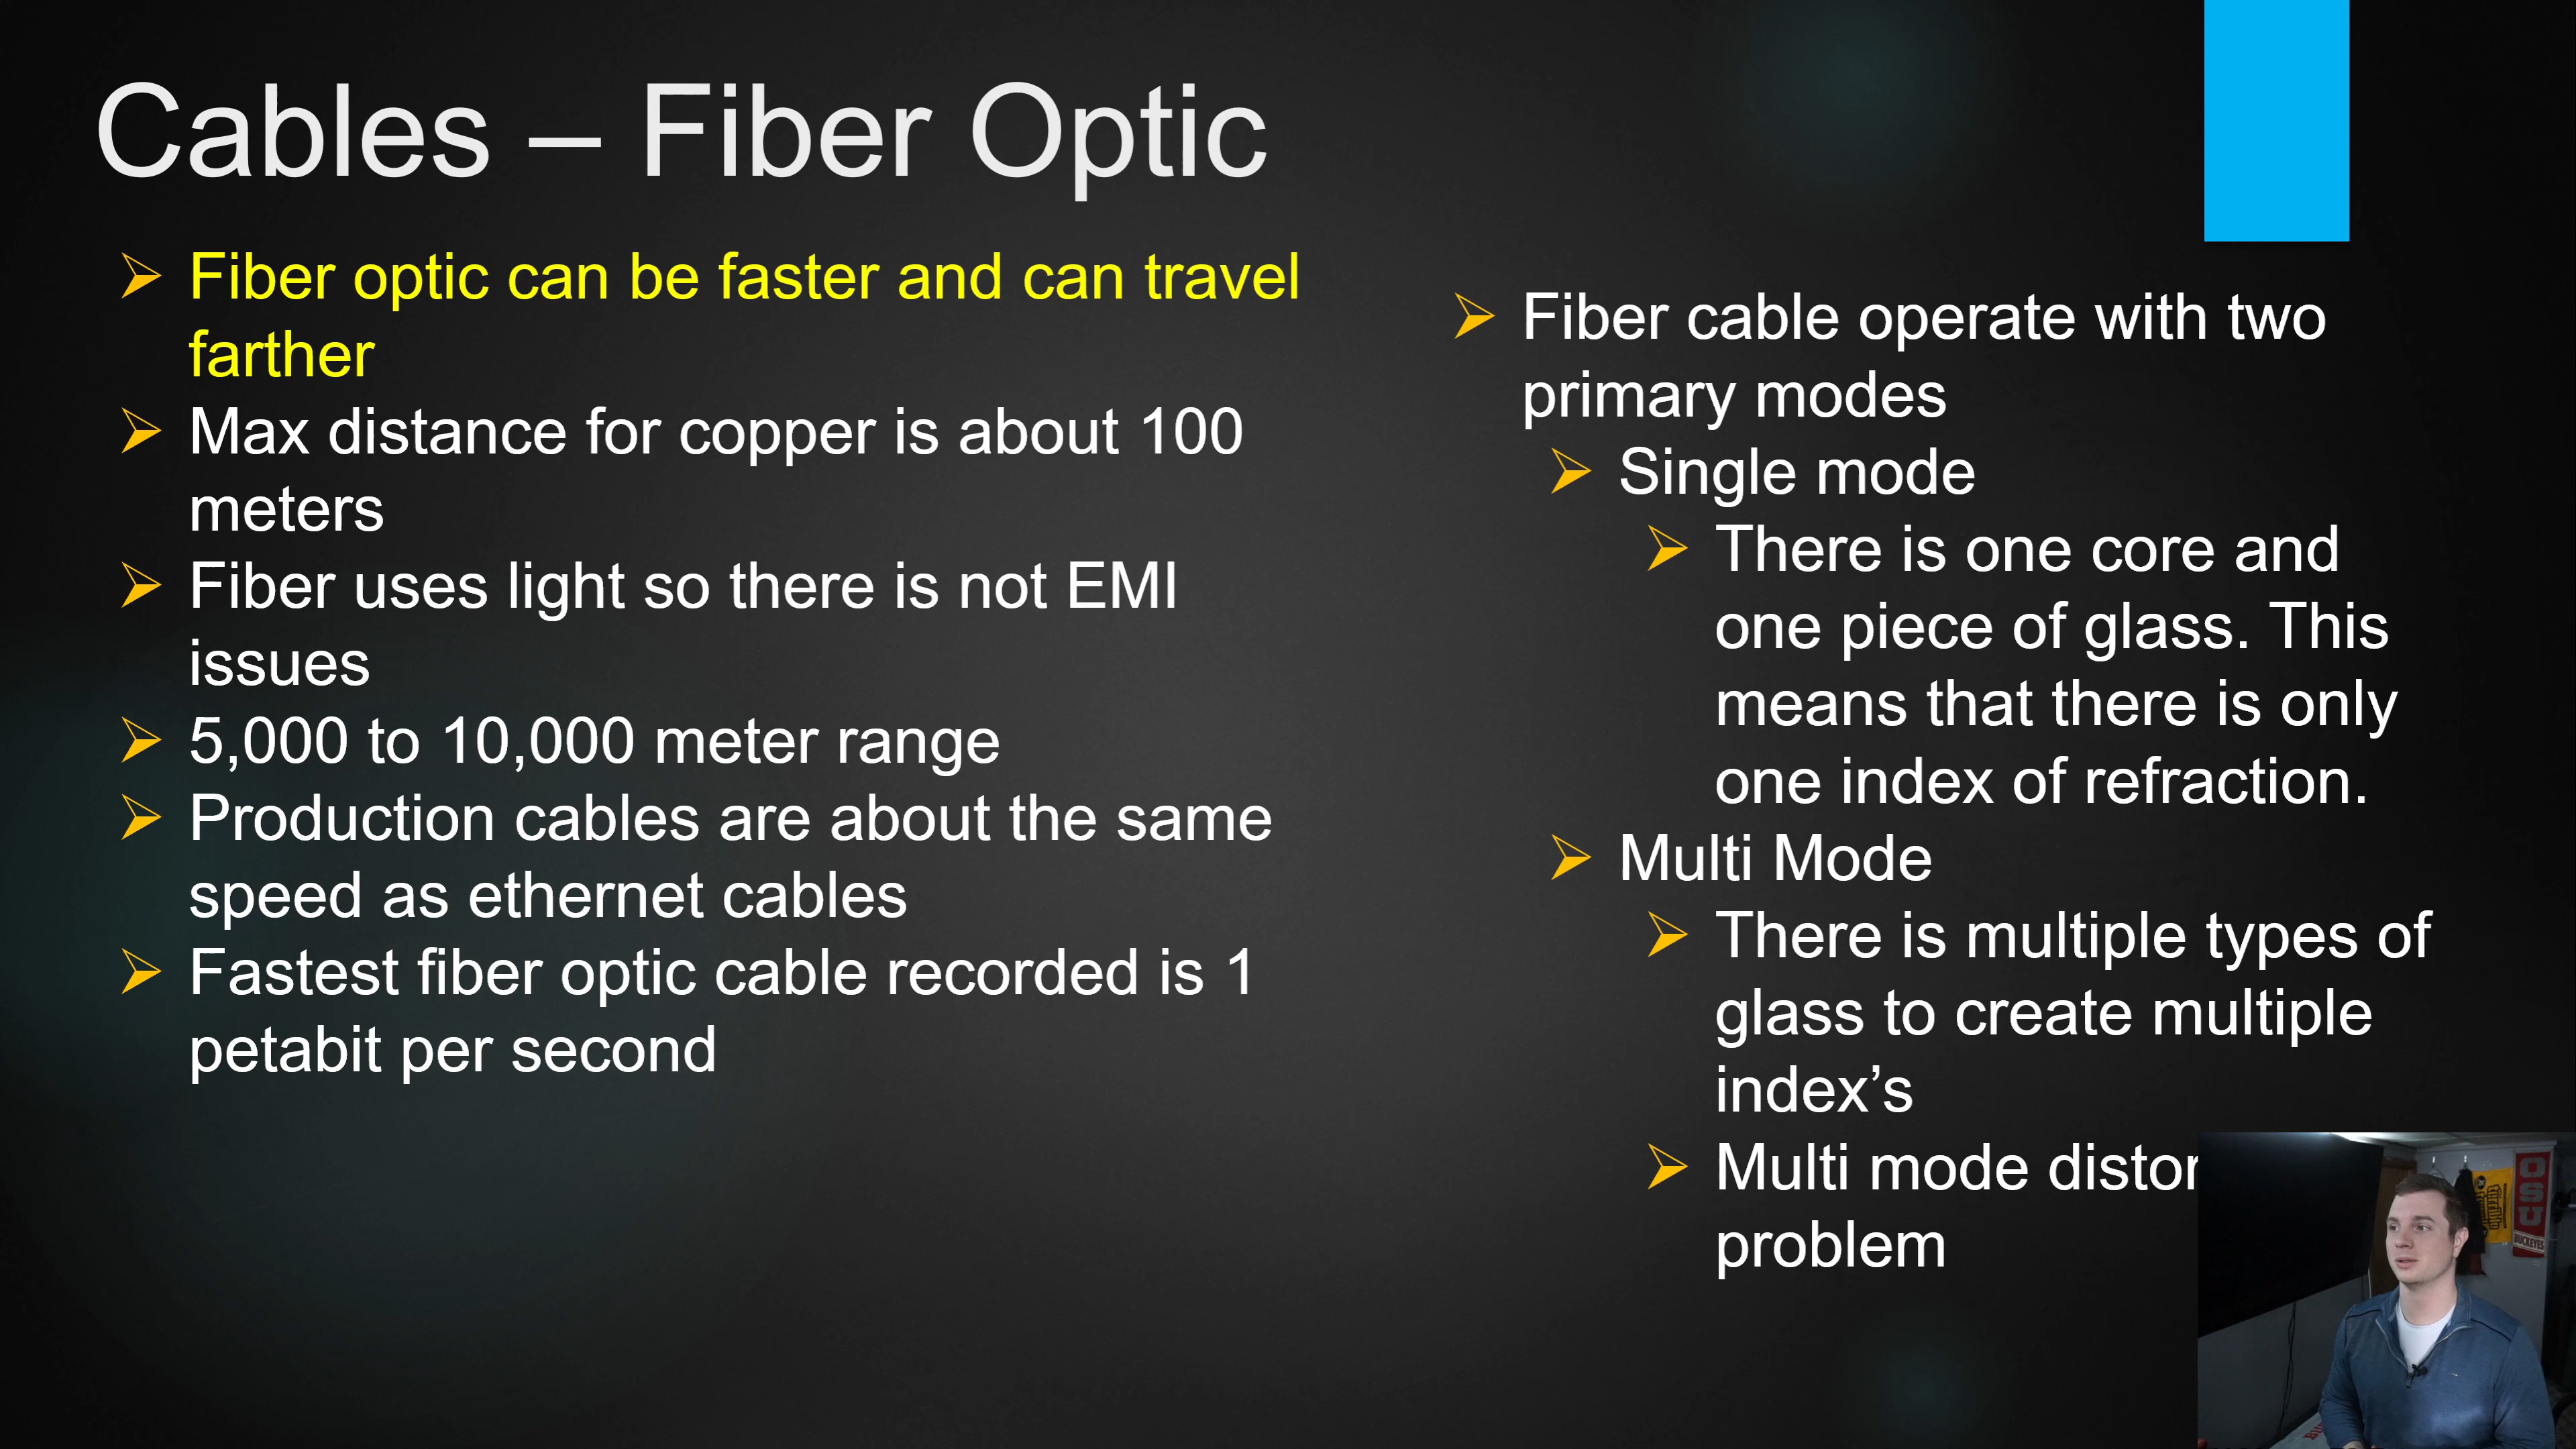 Cables – Fiber Optic
Fiber optic can be faster and can travel
farther
Max distance for copper is about 100
meters
Fiber uses light so there is not EMI
issues
5,000 to 10,000 meter range
Production cables are about the same
speed as ethernet cables
Fastest fiber optic cable recorded is 1
petabit per second
Fiber cable operate with two
primary modes
Single mode
There is one core and
one piece of glass. This
means that there is only
one index of refraction.
Multi Mode
There is multiple types of
glass to create multiple
index’s
Multi mode
problem
OSU
BUCKEYES